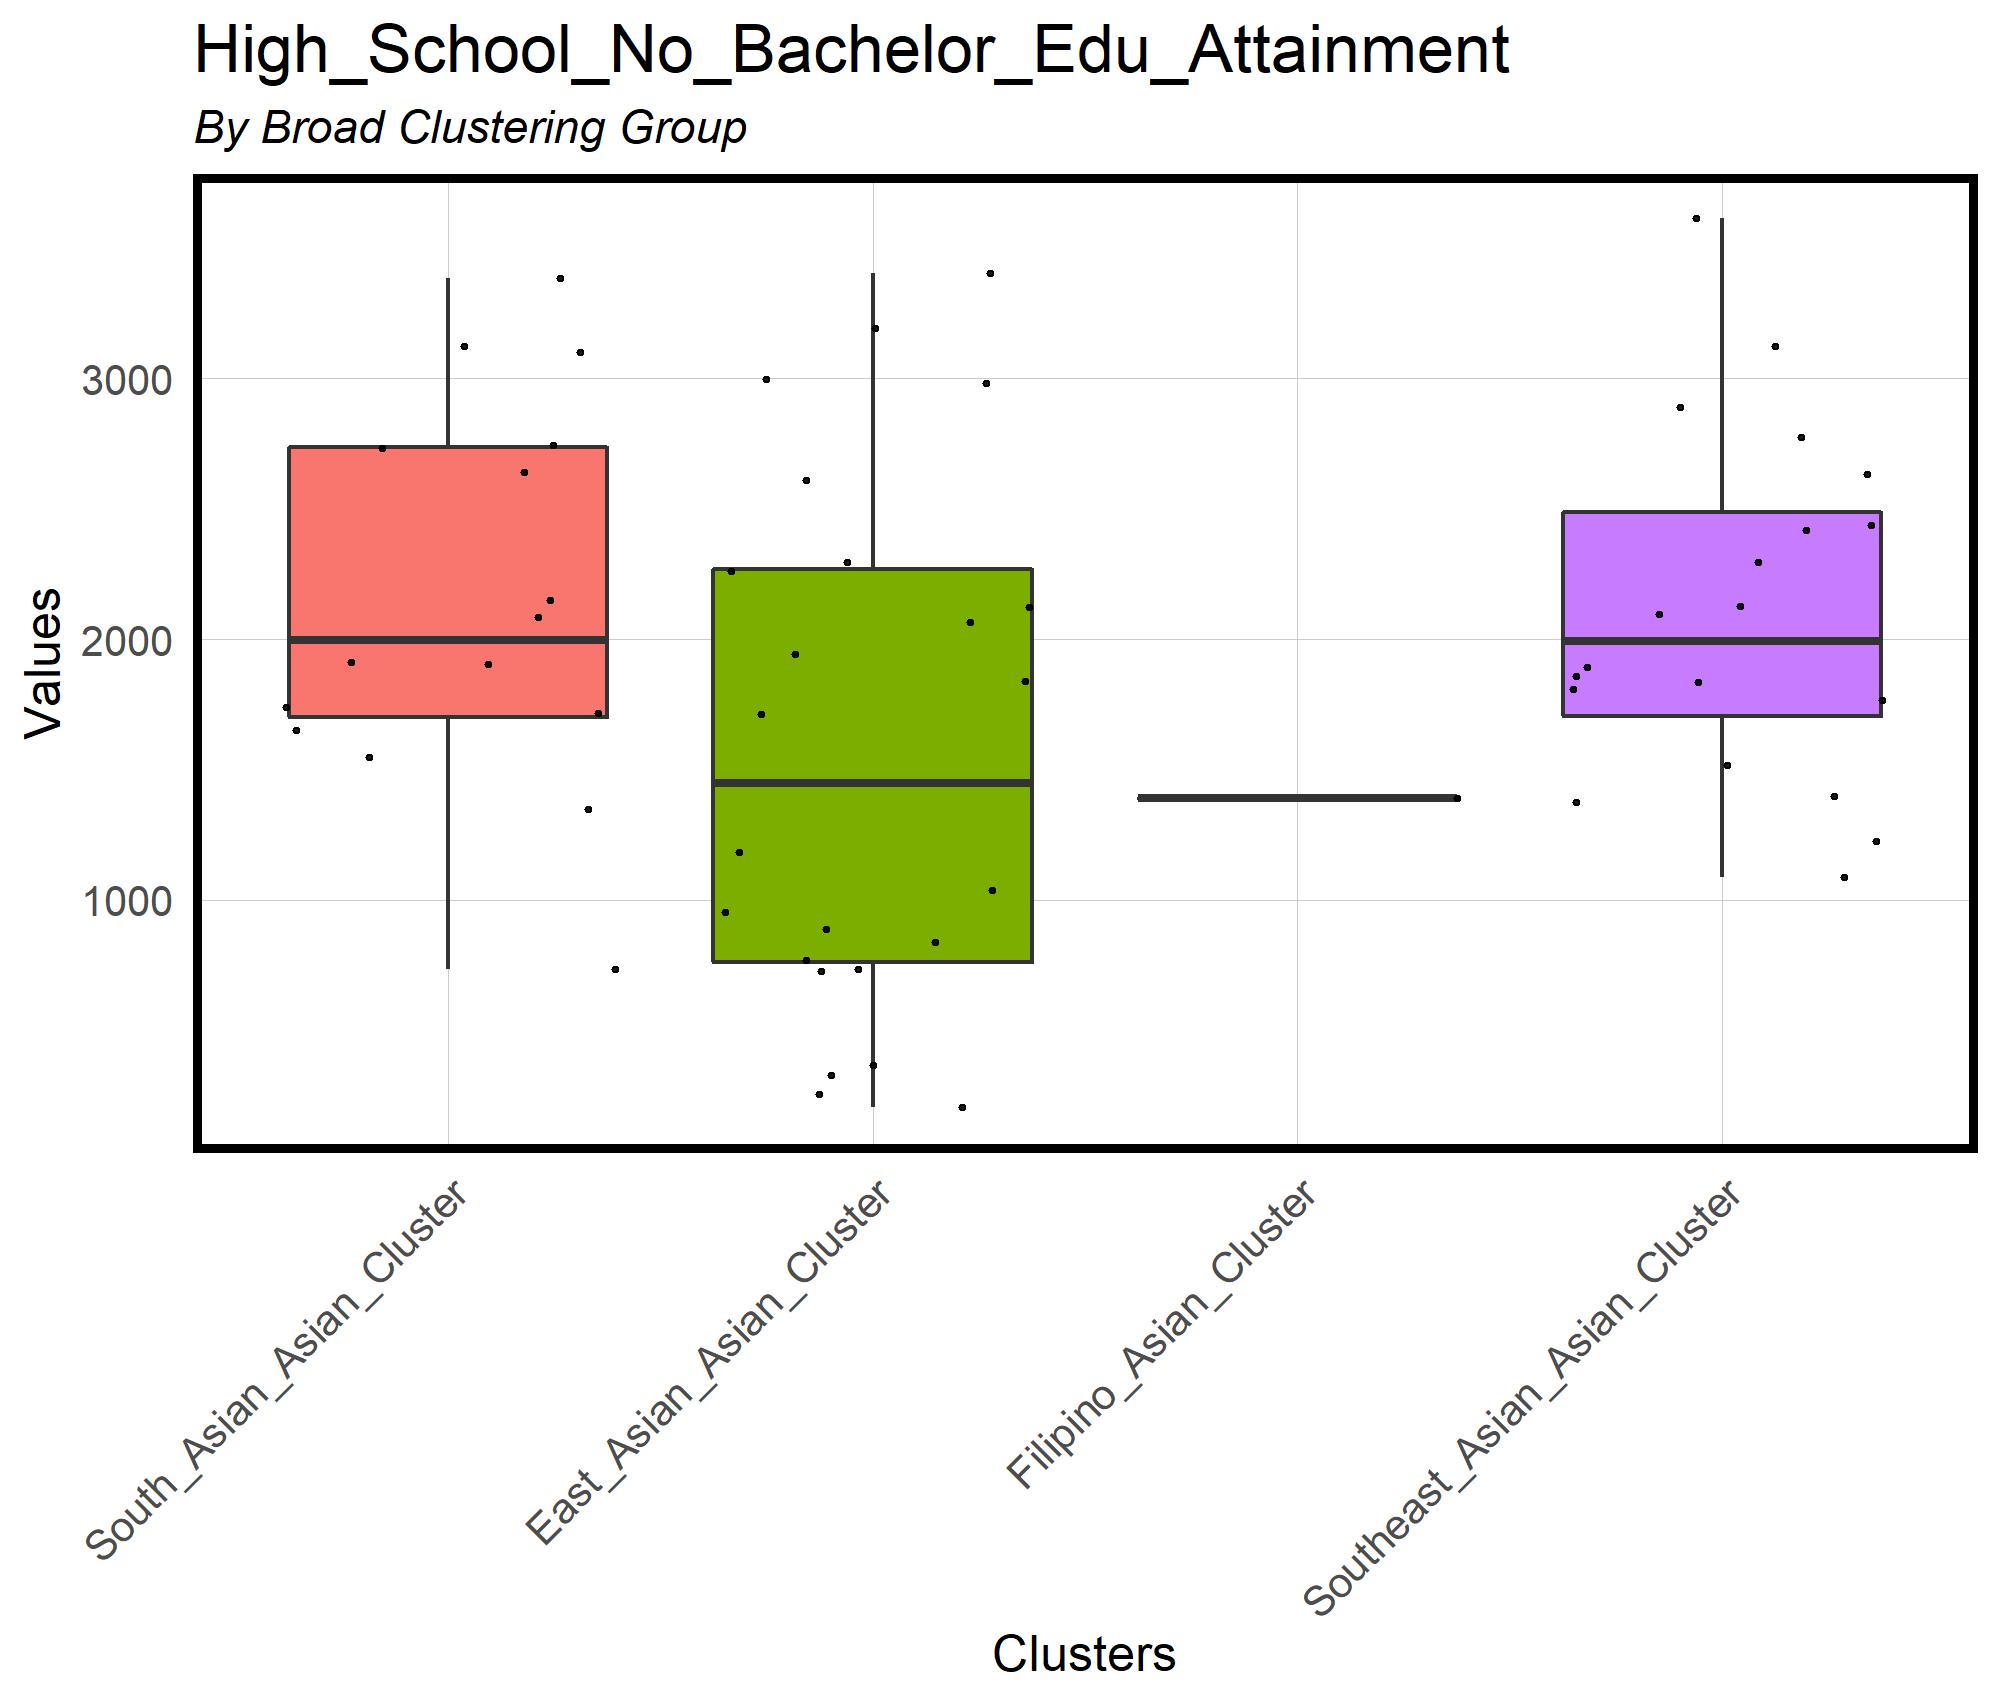 High_School_No_Bachelor_Edu_Attainment
By Broad Clustering Group
Values
3000
2000
1000
South_Asian_Asian_Cluster
East_Asian_Asian_Cluster
Filipino_Asian_Cluster
Southeast_Asian_Asian_Cluster
Clusters